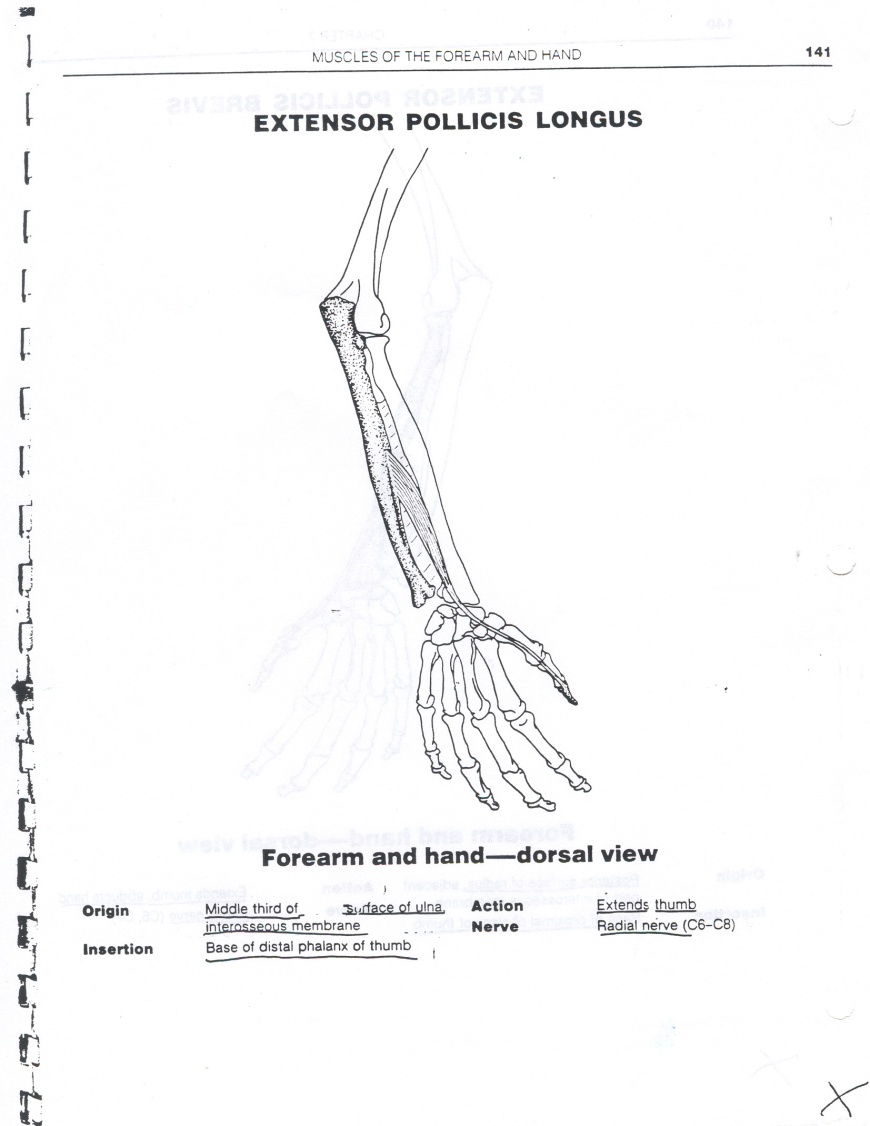 MUSCLES OF THE FOREARM AND HAND 141
EXTENSOR POLLICIS LONGUS
Forearm and hand—dorsal view
Origin Middle third of surface of ulna, interosseous membrane
Insertion Base of distal phalanx of thumb
Action Extends thumb
Nerve Radial nerve (C6–C8)